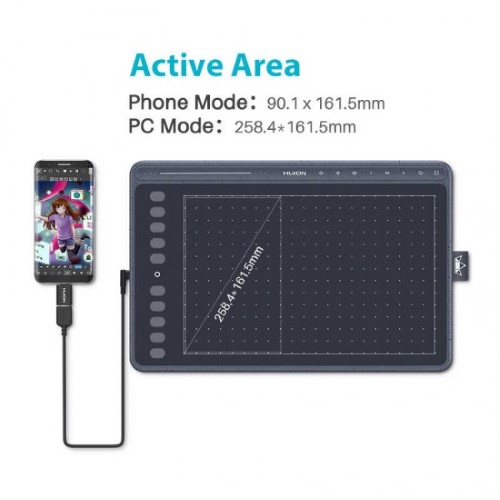 Active Area
Phone Mode： 90.1 x 161.5mm
PC Mode： 258.4*161.5mm
HUION
258.4*161.5mm
HUION